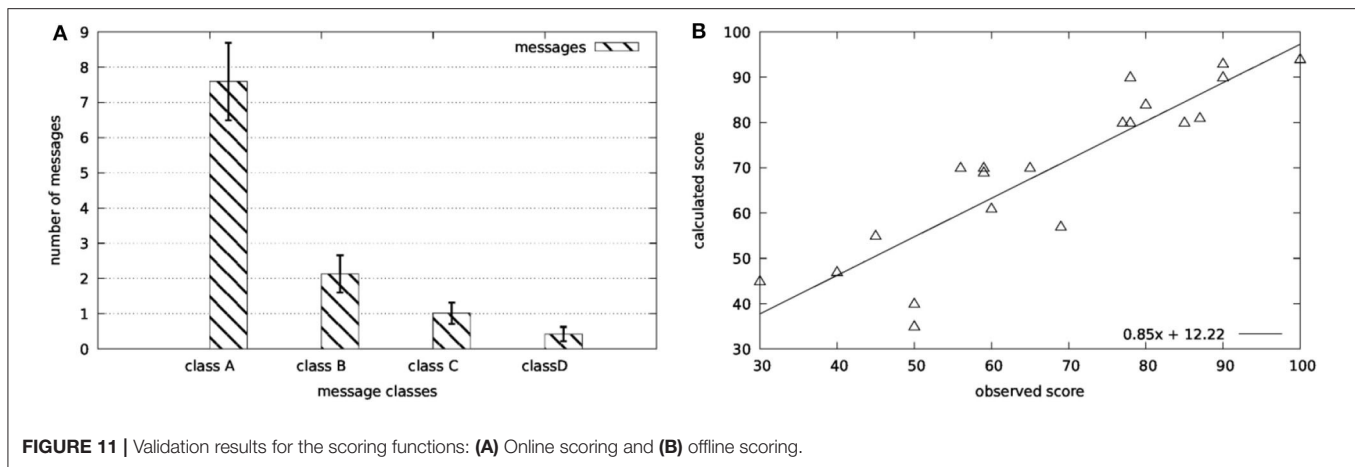 A
messages
9
8
7
6
5
4
3
2
1
0
number of messages
class A class B class C classD
message classes
B
100
90
80
70
60
50
40
30
calculated score
0.85x + 12.22
30 40 50 60 70 80 90 100
observed score
FIGURE 11 | Validation results for the scoring functions: (A) Online scoring and (B) offline scoring.